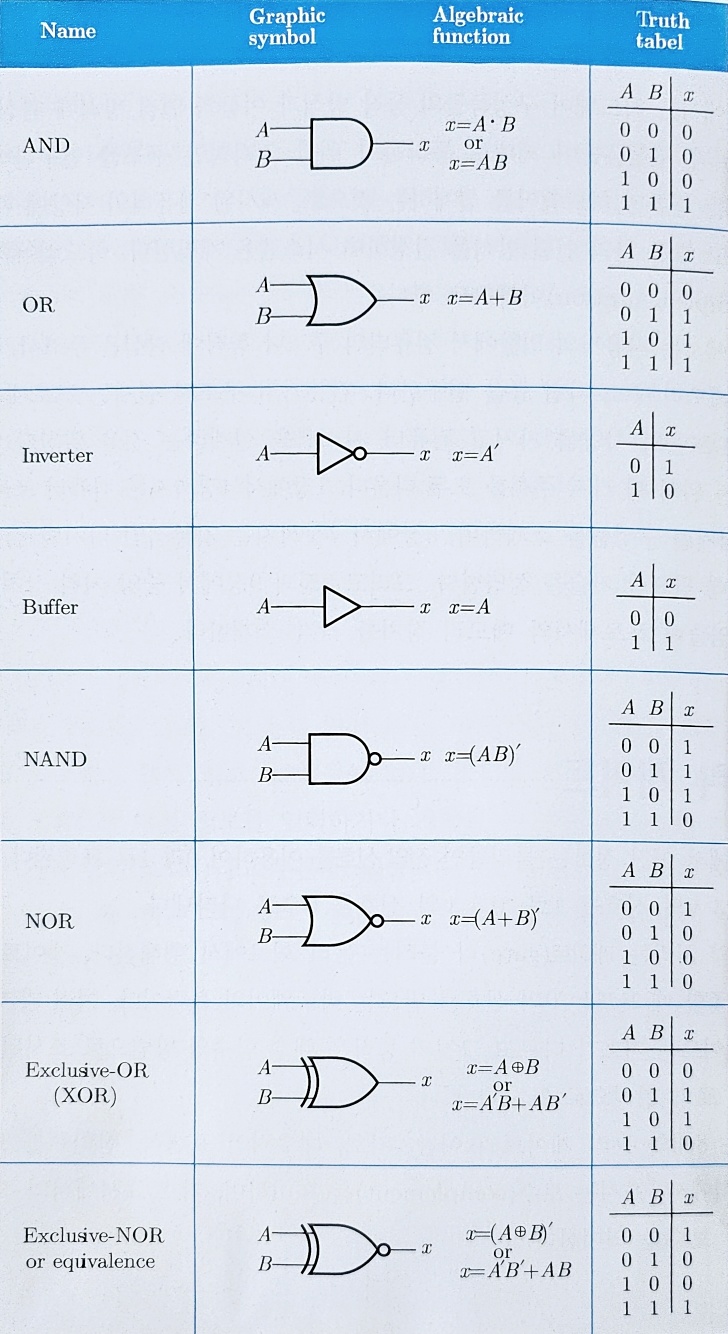 Name
Graphic
symbol
Algebraic
function
Truth
tabel
AND
A
B
x
x=A·B
or
x=AB
A B x
0 0 0
0 1 0
1 0 0
1 1 1
OR
A
B
x
x=A+B
A B x
0 0 0
0 1 1
1 0 1
1 1 1
Inverter
A
x
x=A′
A x
0 1
1 0
Buffer
A
x
x=A
A x
0 0
1 1
NAND
A
B
x
x=(AB)′
A B x
0 0 1
0 1 1
1 0 1
1 1 0
NOR
A
B
x
x=(A+B)′
A B x
0 0 1
0 1 0
1 0 0
1 1 0
Exclusive-OR
(XOR)
A
B
x
x=A⊕B
or
x=A′B+AB′
A B x
0 0 0
0 1 1
1 0 1
1 1 0
Exclusive-NOR
or equivalence
A
B
x
x=(A⊕B)′
or
x=A′B′+AB
A B x
0 0 1
0 1 0
1 0 0
1 1 1